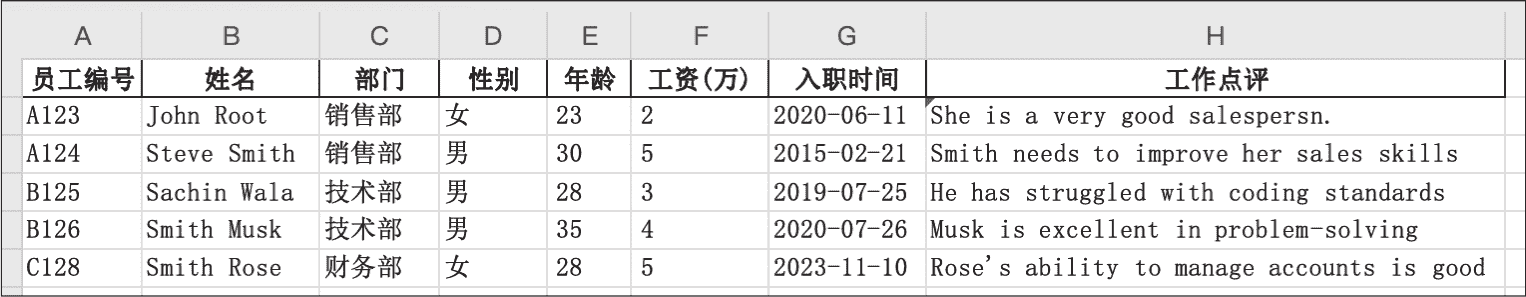 A B C D E F G H
员工编号 姓名 部门 性别 年龄 工资(万) 入职时间 工作点评
A123 John Root 销售部 女 23 2 2020-06-11 She is a very good salespersn.
A124 Steve Smith 销售部 男 30 5 2015-02-21 Smith needs to improve her sales skills
B125 Sachin Wala 技术部 男 28 3 2019-07-25 He has struggled with coding standards
B126 Smith Musk 技术部 男 35 4 2020-07-26 Musk is excellent in problem-solving
C128 Smith Rose 财务部 女 28 5 2023-11-10 Rose's ability to manage accounts is good